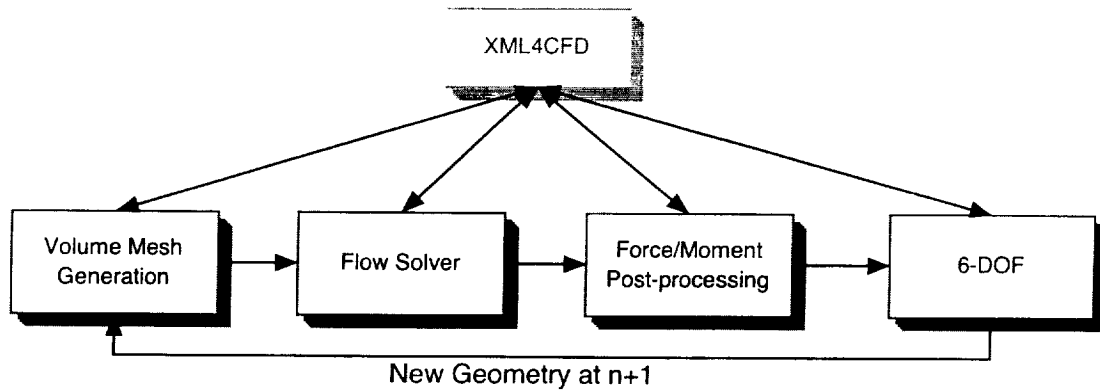 XML4CFD
Volume Mesh
Generation
Flow Solver
Force/Moment
Post-processing
6-DOF
New Geometry at n+1